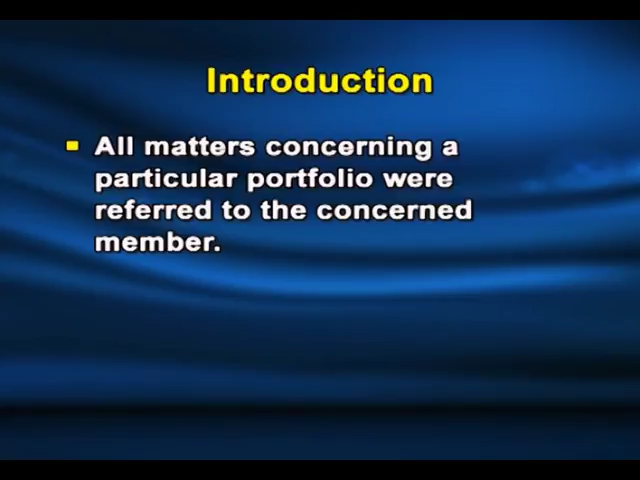 Introduction
All matters concerning a
particular portfolio were
referred to the concerned
member.